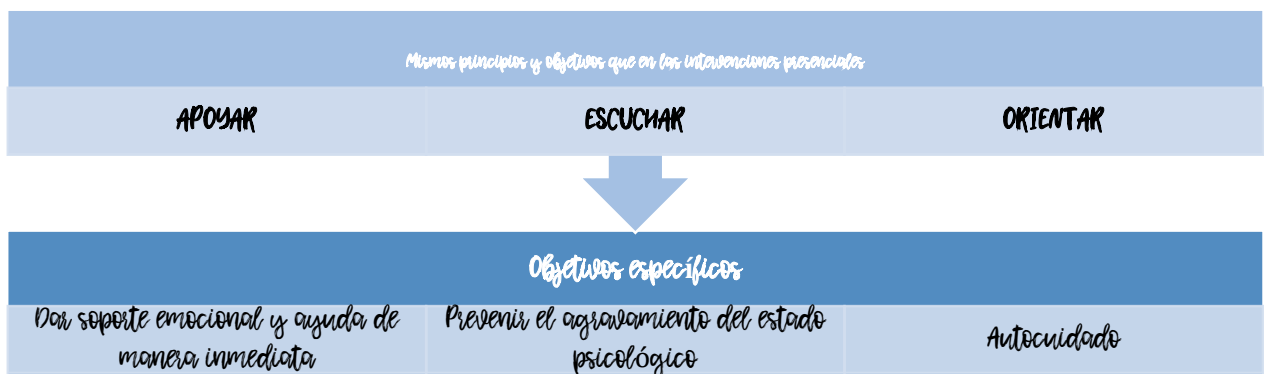 Mismos principios y objetivos que en las intervenciones presenciales
APOYAR
ESCUCHAR
ORIENTAR
Objetivos específicos
Dar soporte emocional y ayuda de
manera inmediata
Prevenir el agravamiento del estado
psicológico
Autocuidado